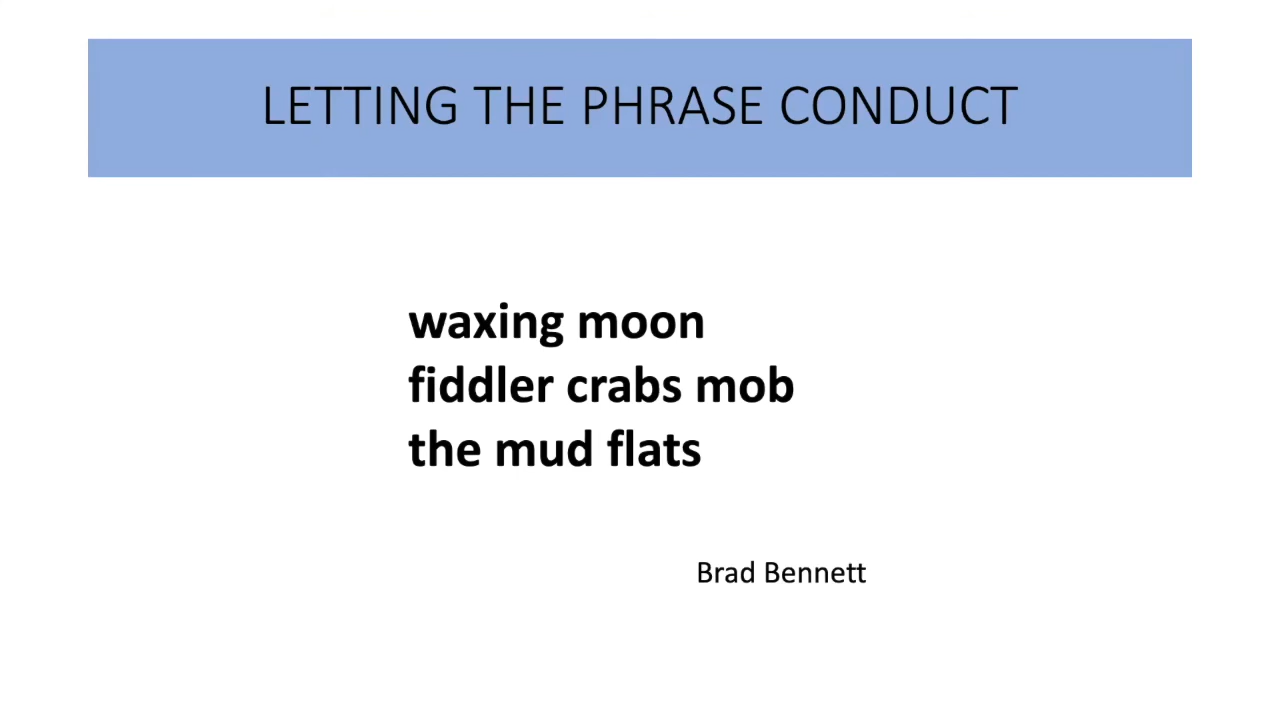 LETTING THE PHRASE CONDUCT
waxing moon
fiddler crabs mob
the mud flats
Brad Bennett